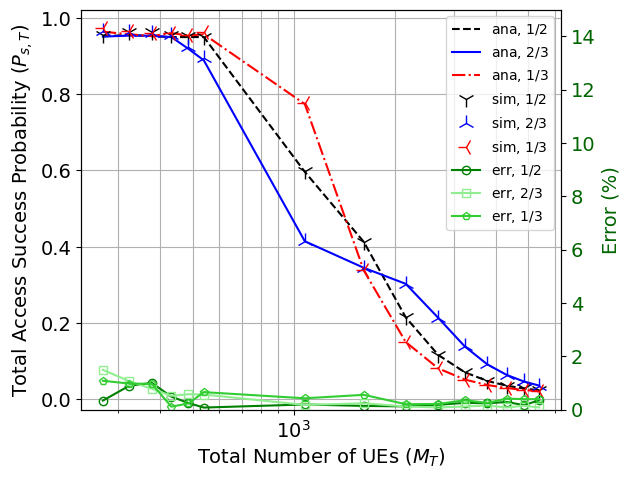 Total Access Success Probability (P_{s,T})
1.0
0.8
0.6
0.4
0.2
0.0
10^3
Total Number of UEs (M_T)
14
12
10
8
6
4
2
0
Error (%)
ana, 1/2
ana, 2/3
ana, 1/3
sim, 1/2
sim, 2/3
sim, 1/3
err, 1/2
err, 2/3
err, 1/3